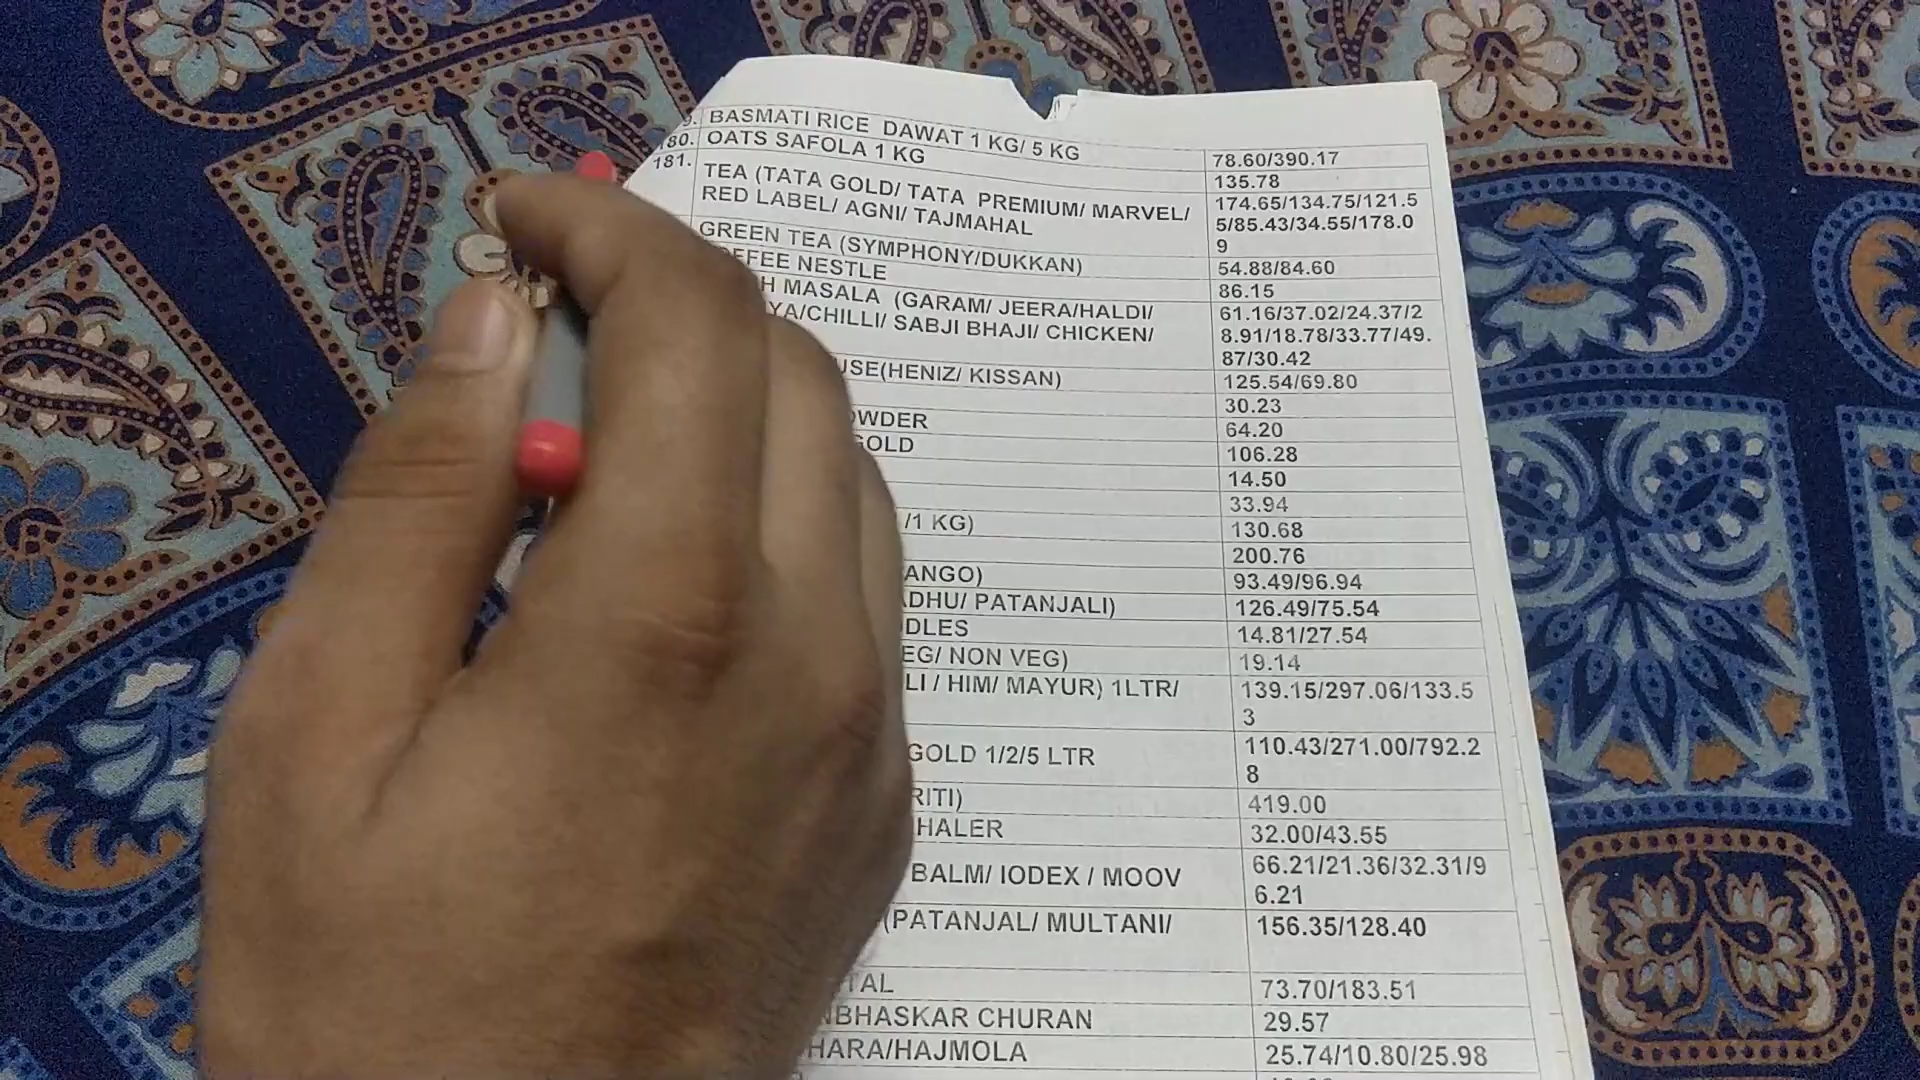 9. BASMATI RICE DAWAT 1 KG/ 5 KG 78.60/390.17
180. OATS SAFOLA 1 KG 135.78
181. TEA (TATA GOLD/ TATA PREMIUM/ MARVEL/ 174.65/134.75/121.5
RED LABEL/ AGNI/ TAJMAHAL 5/85.43/34.55/178.0
9
GREEN TEA (SYMPHONY/DUKKAN) 54.88/84.60
FFEE NESTLE 86.15
H MASALA (GARAM/ JEERA/HALDI/ 61.16/37.02/24.37/2
YA/CHILLI/ SABJI BHAJI/ CHICKEN/ 8.91/18.78/33.77/49.
87/30.42
USE(HENIZ/ KISSAN) 125.54/69.80
30.23
OWDER 64.20
GOLD 106.28
14.50
33.94
/1 KG) 130.68
200.76
ANGO) 93.49/96.94
ADHU/ PATANJALI) 126.49/75.54
DLES 14.81/27.54
EG/ NON VEG) 19.14
LI / HIM/ MAYUR) 1LTR/ 139.15/297.06/133.5
3
GOLD 1/2/5 LTR 110.43/271.00/792.2
8
RITI) 419.00
HALER 32.00/43.55
BALM/ IODEX / MOOV 66.21/21.36/32.31/9
6.21
(PATANJAL/ MULTANI/ 156.35/128.40
TAL 73.70/183.51
NBHASKAR CHURAN 29.57
HARA/HAJMOLA 25.74/10.80/25.98